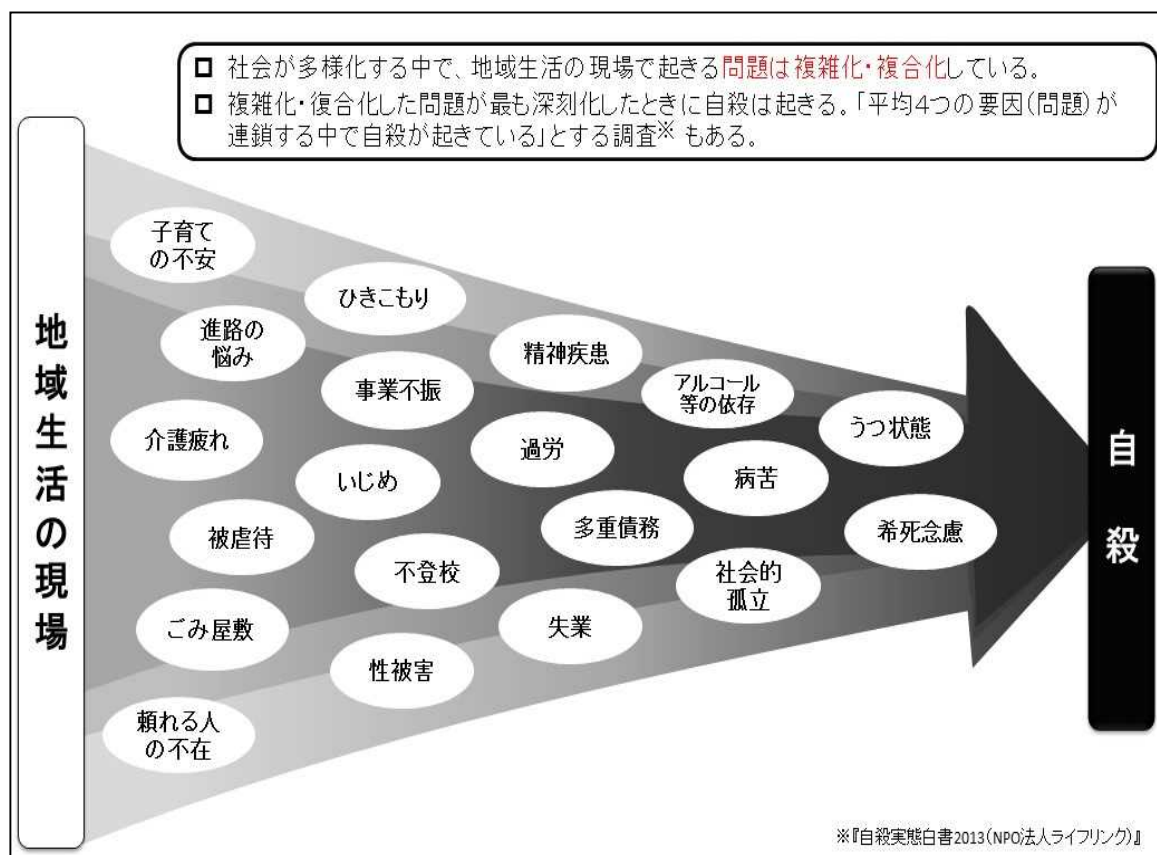 □ 社会が多様化する中で、地域生活の現場で起きる問題は複雑化・複合化している。
□ 複雑化・復合化した問題が最も深刻化したときに自殺は起きる。「平均4つの要因(問題)が
連鎖する中で自殺が起きている」とする調査※ もある。
地域生活の現場
子育て
の不安
進路の
悩み
介護疲れ
被虐待
ごみ屋敷
頼れる人
の不在
ひきこもり
事業不振
いじめ
不登校
性被害
精神疾患
過労
多重債務
失業
アルコール
等の依存
病苦
社会的
孤立
うつ状態
希死念慮
自殺
※『自殺実態白書2013(NPO法人ライフリンク)』